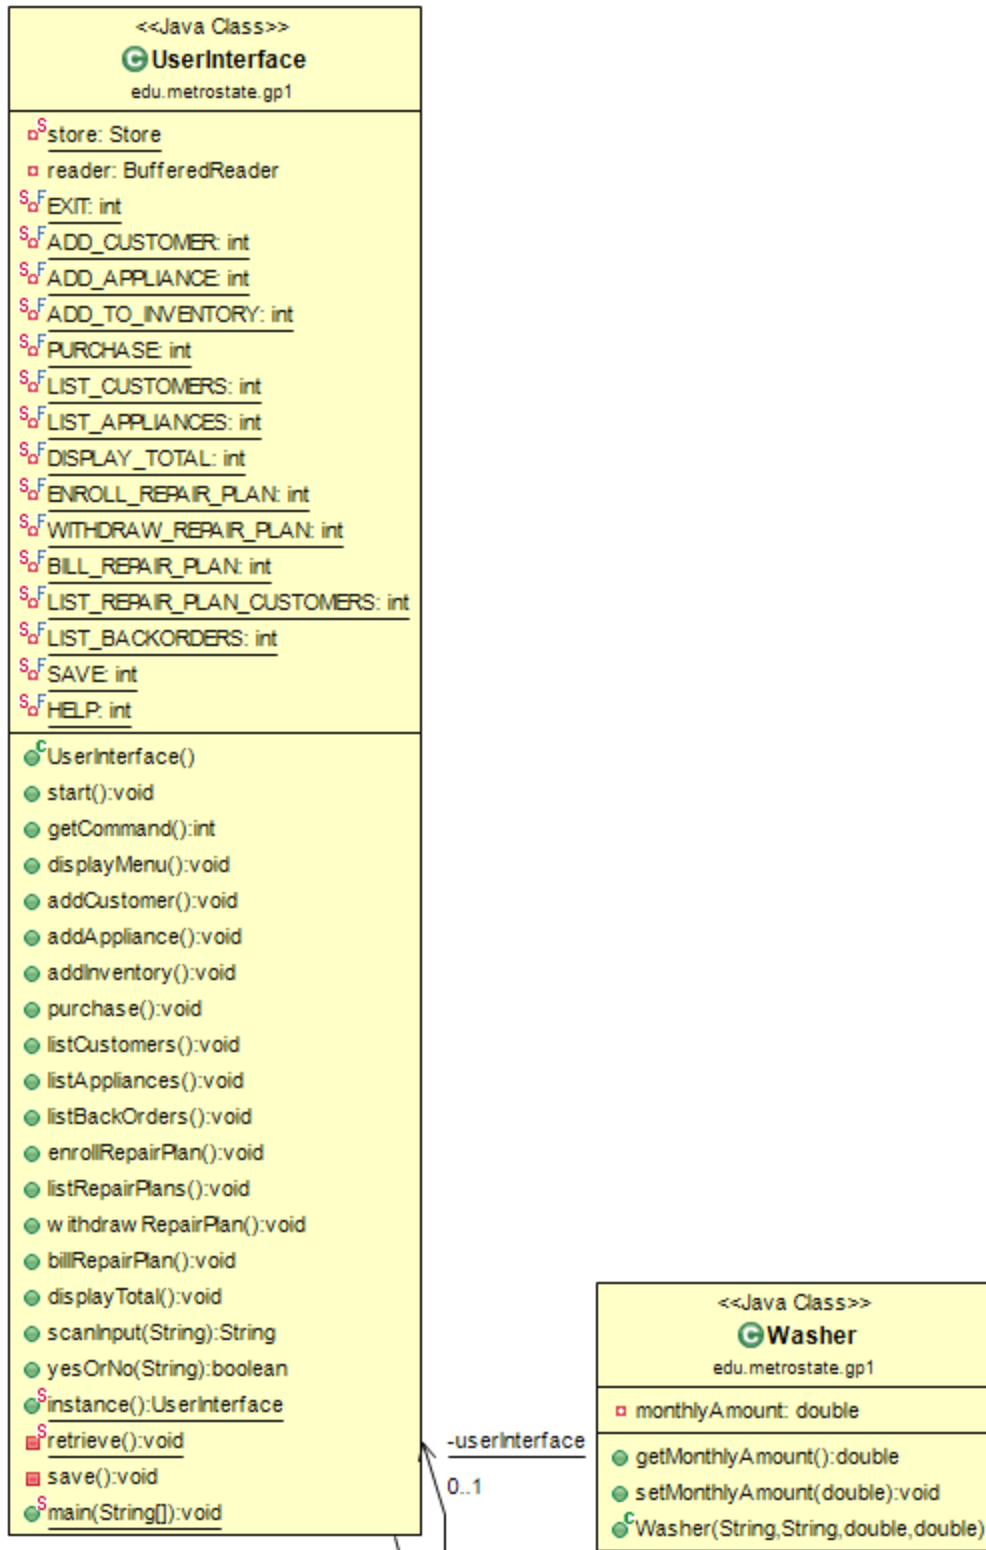 <<Java Class>>
UserInterface
edu.metrostate.gp1
store: Store
reader: BufferedReader
EXIT: int
ADD_CUSTOMER: int
ADD_APPLIANCE: int
ADD_TO_INVENTORY: int
PURCHASE: int
LIST_CUSTOMERS: int
LIST_APPLIANCES: int
DISPLAY_TOTAL: int
ENROLL_REPAIR_PLAN: int
WITHDRAW_REPAIR_PLAN: int
BILL_REPAIR_PLAN: int
LIST_REPAIR_PLAN_CUSTOMERS: int
LIST_BACKORDERS: int
SAVE: int
HELP: int
UserInterface()
start():void
getCommand():int
displayMenu():void
addCustomer():void
addAppliance():void
addInventory():void
purchase():void
listCustomers():void
listAppliances():void
listBackOrders():void
enrollRepairPlan():void
listRepairPlans():void
withdrawRepairPlan():void
billRepairPlan():void
displayTotal():void
scanInput(String):String
yesOrNo(String):boolean
instance():UserInterface
retrieve():void
save():void
main(String[]):void
-userInterface
0..1
<<Java Class>>
Washer
edu.metrostate.gp1
monthlyAmount: double
getMonthlyAmount():double
setMonthlyAmount(double):void
Washer(String,String,double,double)